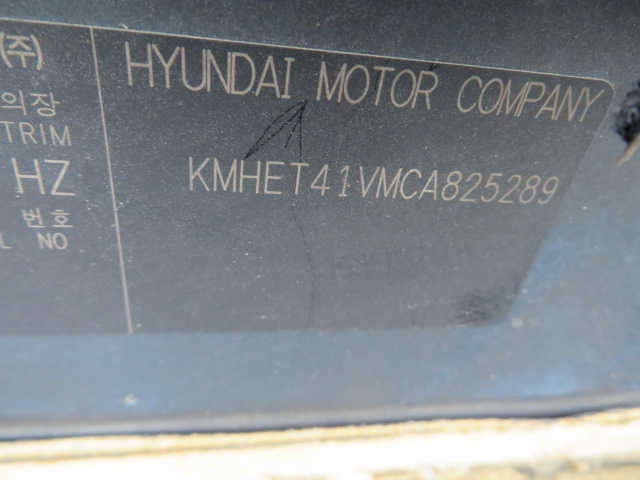 (주)
HYUNDAI MOTOR COMPANY
의장
TRIM
HZ
KMHET41VMCA825289
번호
NO